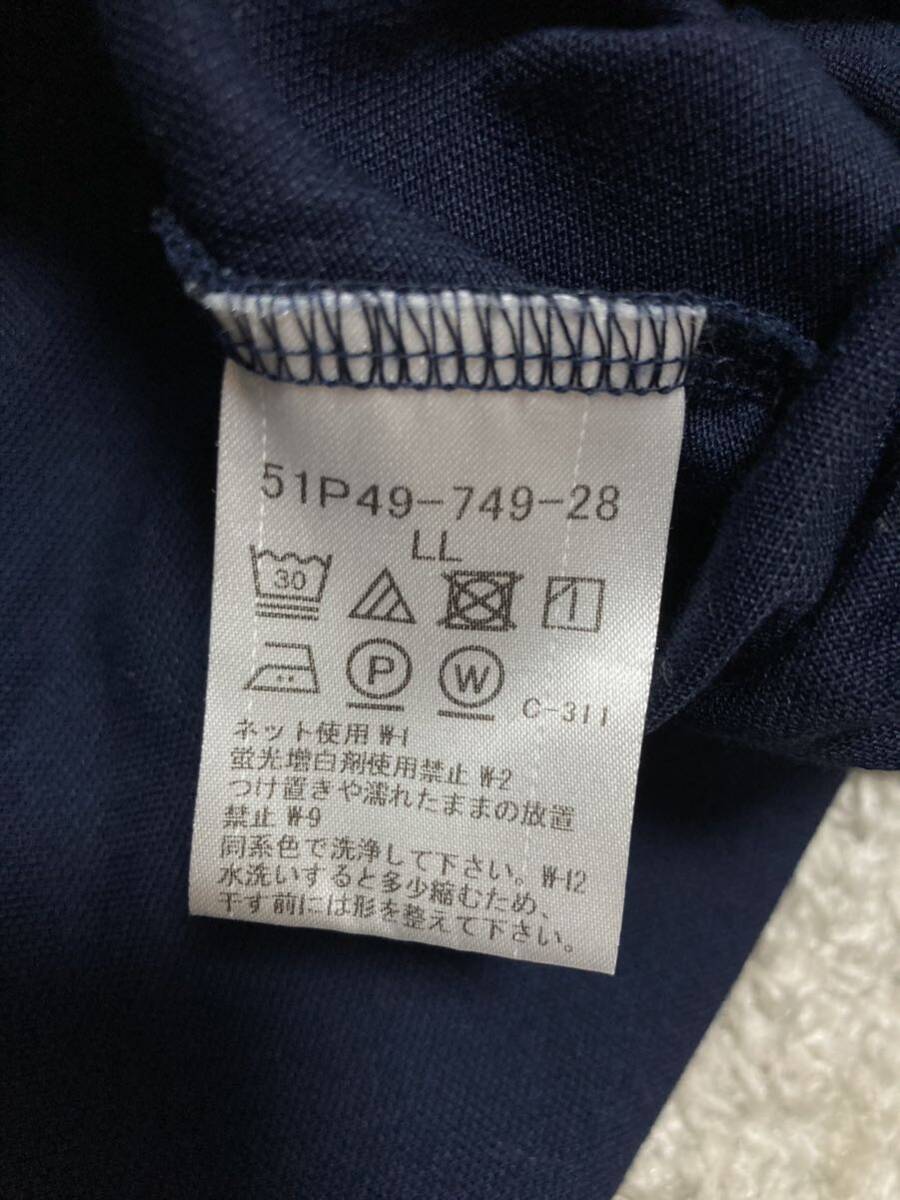 51P49-749-28
LL
30
P W C-311
ネット使用 W-1
蛍光増白剤使用禁止 W-2
つけ置きや濡れたままの放置
禁止 W-9
同系色で洗浄して下さい。W-12
水洗いすると多少縮むため、
干す前には形を整えて下さい。